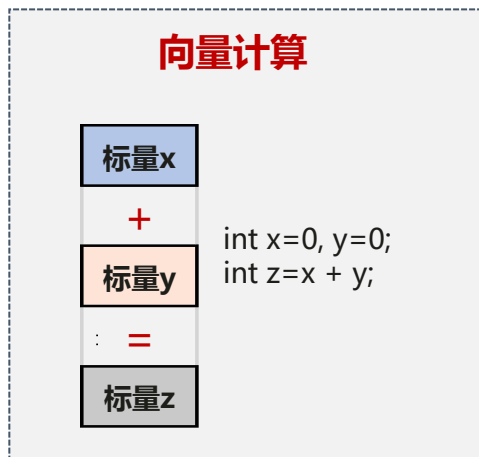 向量计算
标量x
+
标量y
int x=0, y=0;
int z=x + y;
: =
标量z